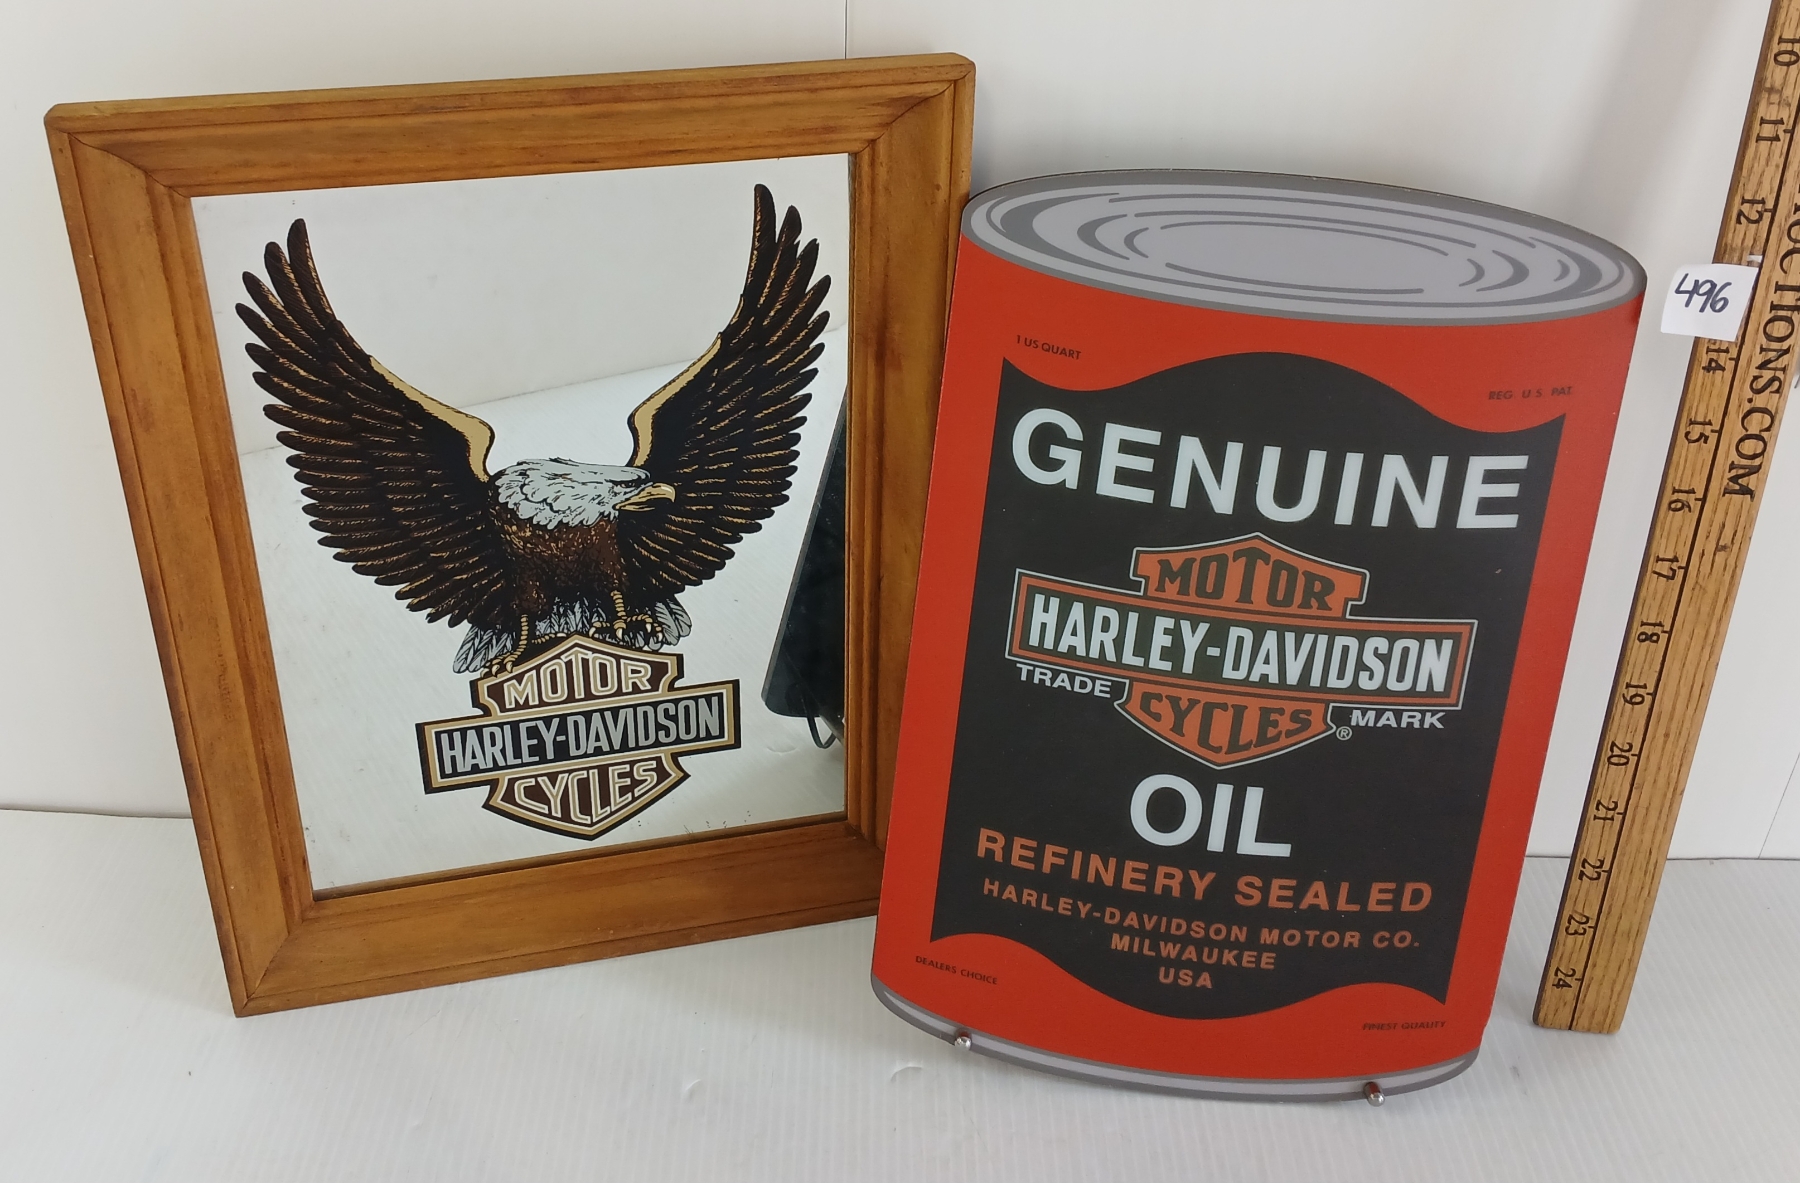 MOTOR
HARLEY-DAVIDSON
CYCLES
1 US QUART
REG. U.S. PAT.
GENUINE
MOTOR
HARLEY-DAVIDSON
TRADE MARK
CYCLES ®
OIL
REFINERY SEALED
HARLEY-DAVIDSON MOTOR CO.
MILWAUKEE
USA
DEALERS CHOICE
FINEST QUALITY
496
10
11
12
14
15
16
17
18
19
20
21
22
23
24
CTIONS.COM